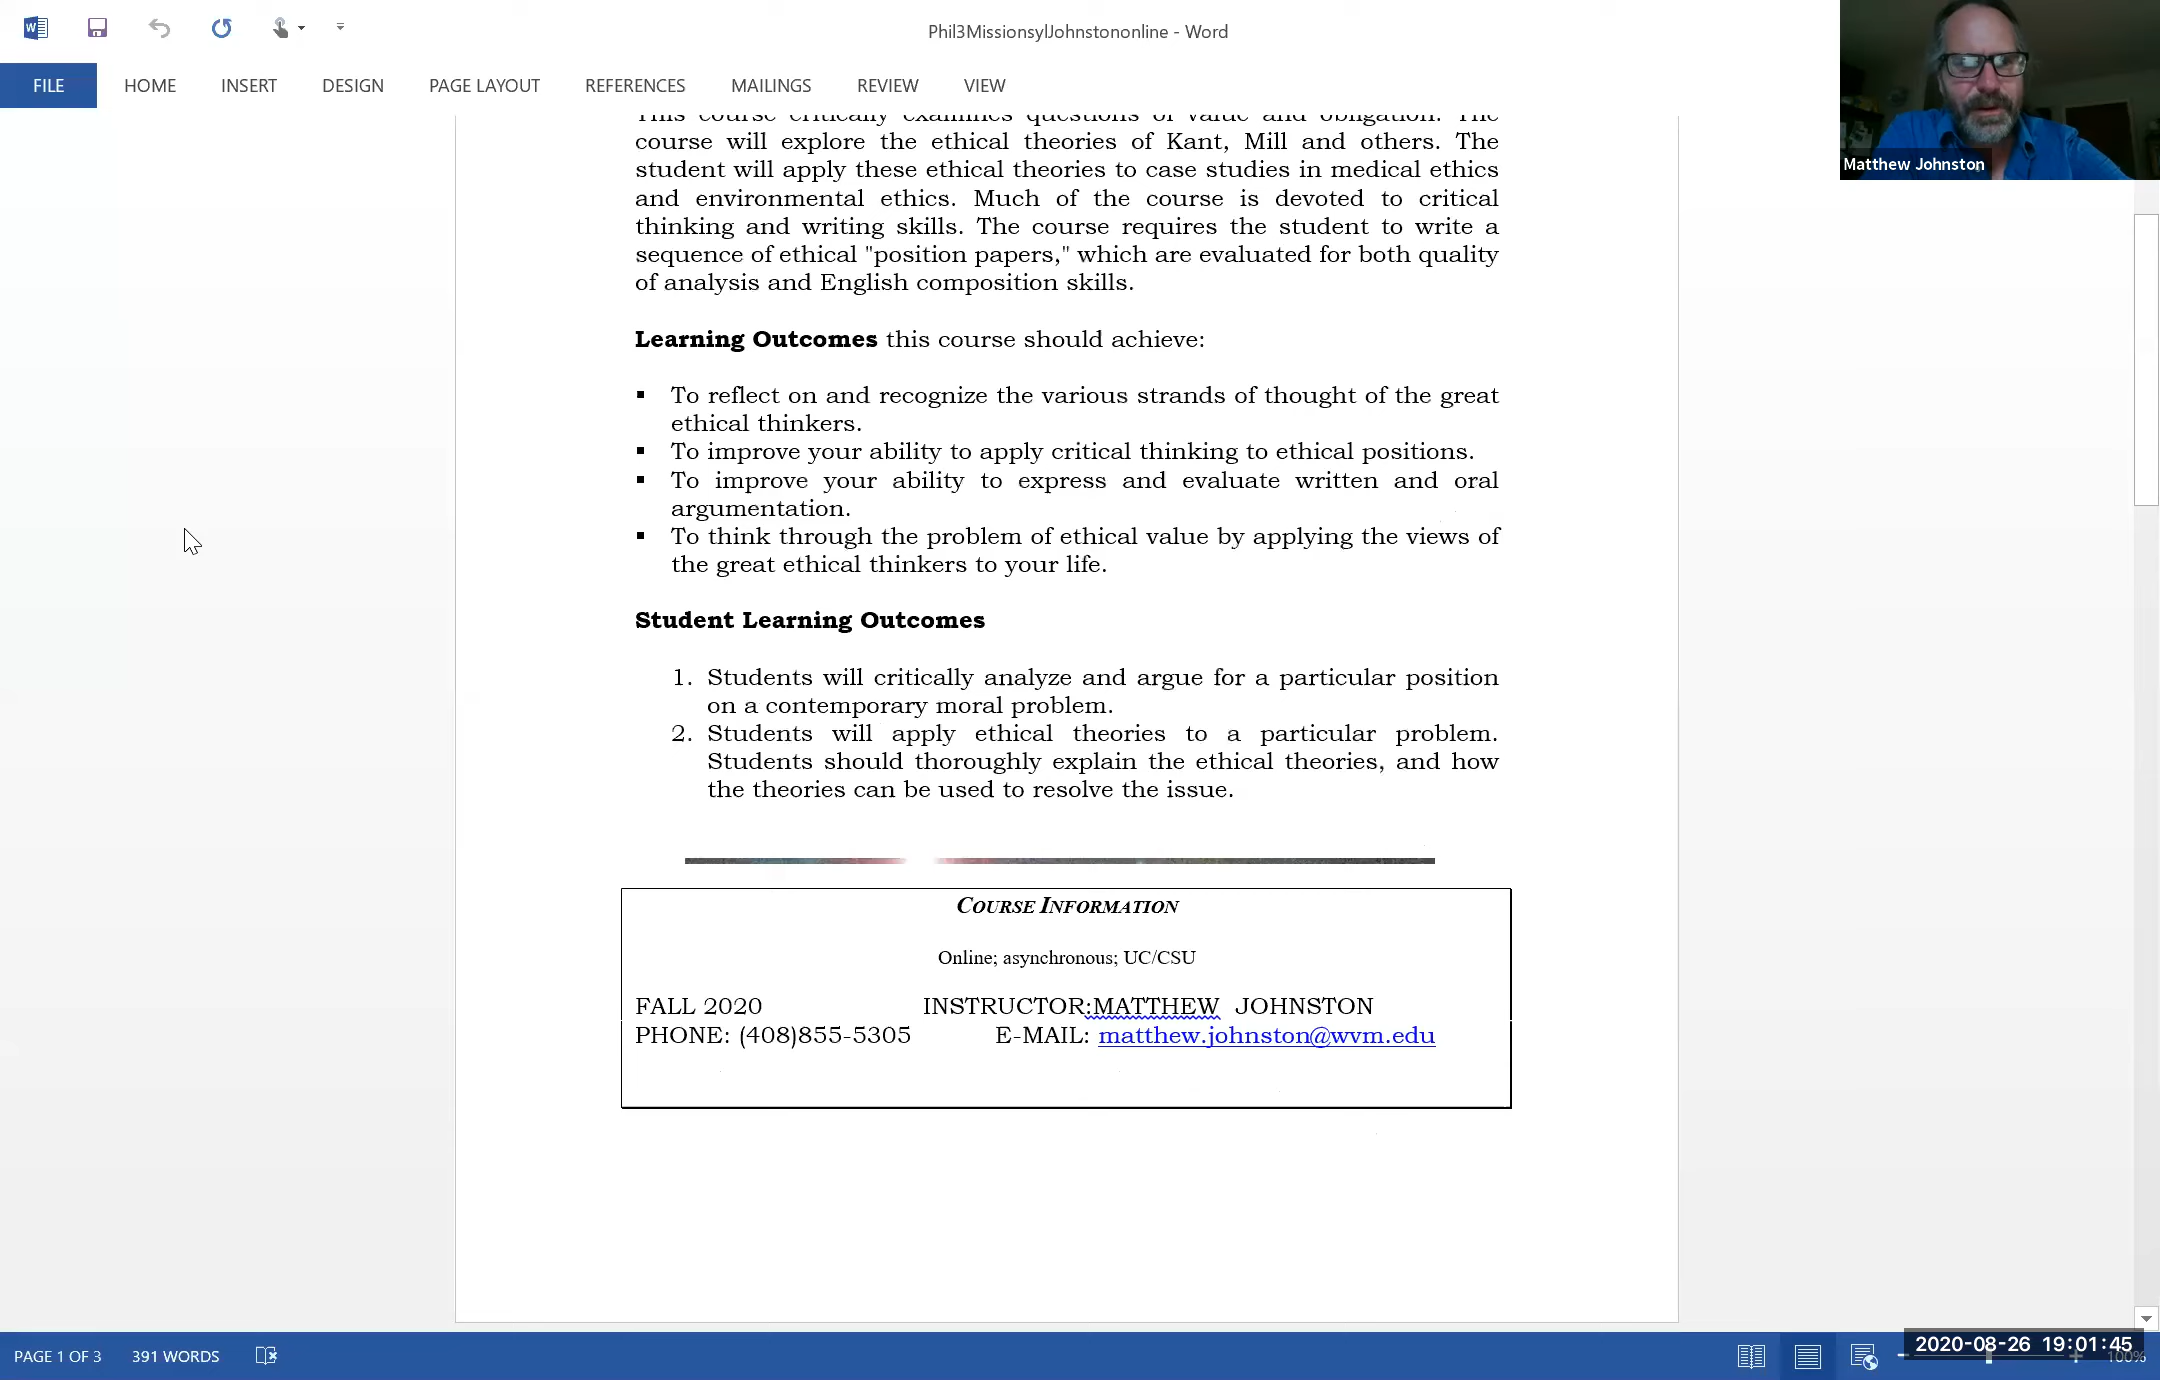 Phil3MissionsylJohnstononline - Word
FILE HOME INSERT DESIGN PAGE LAYOUT REFERENCES MAILINGS REVIEW VIEW
Matthew Johnston
This course critically examines questions of value and obligation. The
course will explore the ethical theories of Kant, Mill and others. The
student will apply these ethical theories to case studies in medical ethics
and environmental ethics. Much of the course is devoted to critical
thinking and writing skills. The course requires the student to write a
sequence of ethical "position papers," which are evaluated for both quality
of analysis and English composition skills.
Learning Outcomes this course should achieve:
▪ To reflect on and recognize the various strands of thought of the great
ethical thinkers.
▪ To improve your ability to apply critical thinking to ethical positions.
▪ To improve your ability to express and evaluate written and oral
argumentation.
▪ To think through the problem of ethical value by applying the views of
the great ethical thinkers to your life.
Student Learning Outcomes
1. Students will critically analyze and argue for a particular position
on a contemporary moral problem.
2. Students will apply ethical theories to a particular problem.
Students should thoroughly explain the ethical theories, and how
the theories can be used to resolve the issue.
COURSE INFORMATION
Online; asynchronous; UC/CSU
FALL 2020 INSTRUCTOR:MATTHEW JOHNSTON
PHONE: (408)855-5305 E-MAIL: matthew.johnston@wvm.edu
PAGE 1 OF 3 391 WORDS
2020-08-26 19:01:45
100%